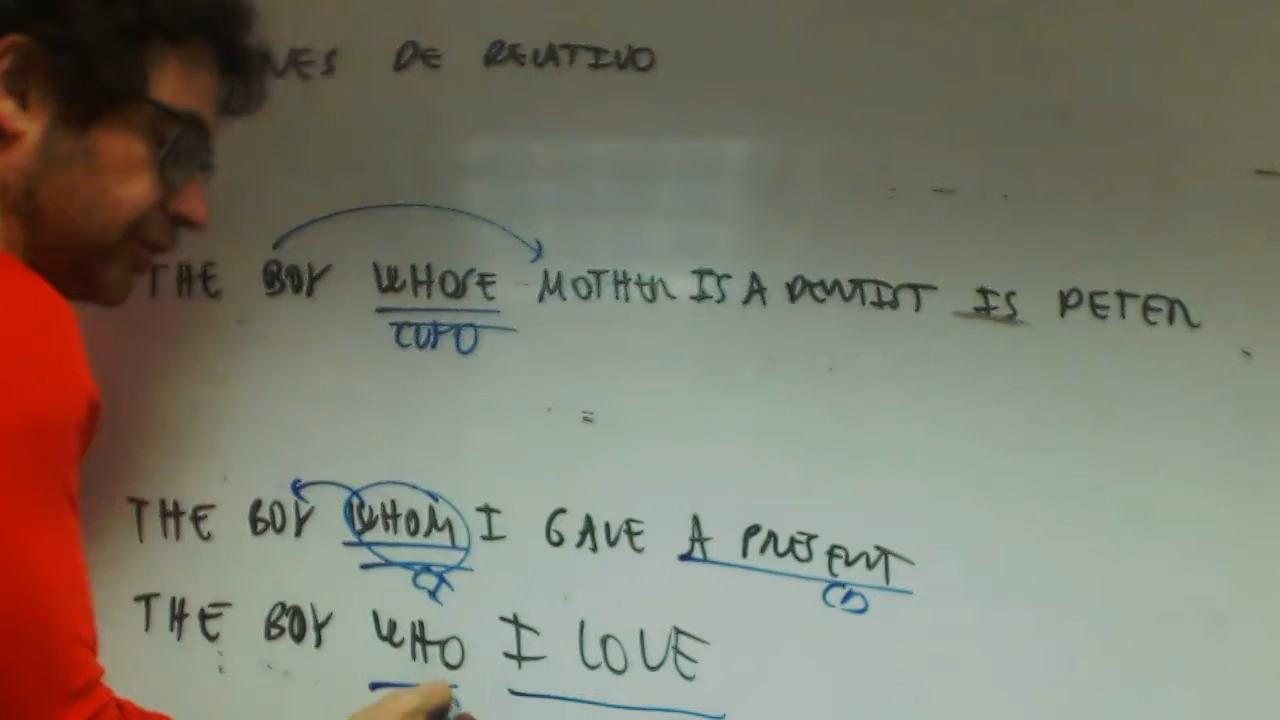 DE RELATIVO
THE BOY WHOSE MOTHER IS A DENTIST IS PETER
CUYO
THE BOY WHOM I GAVE A PRESENT
CI CD
THE BOY WHO I LOVE